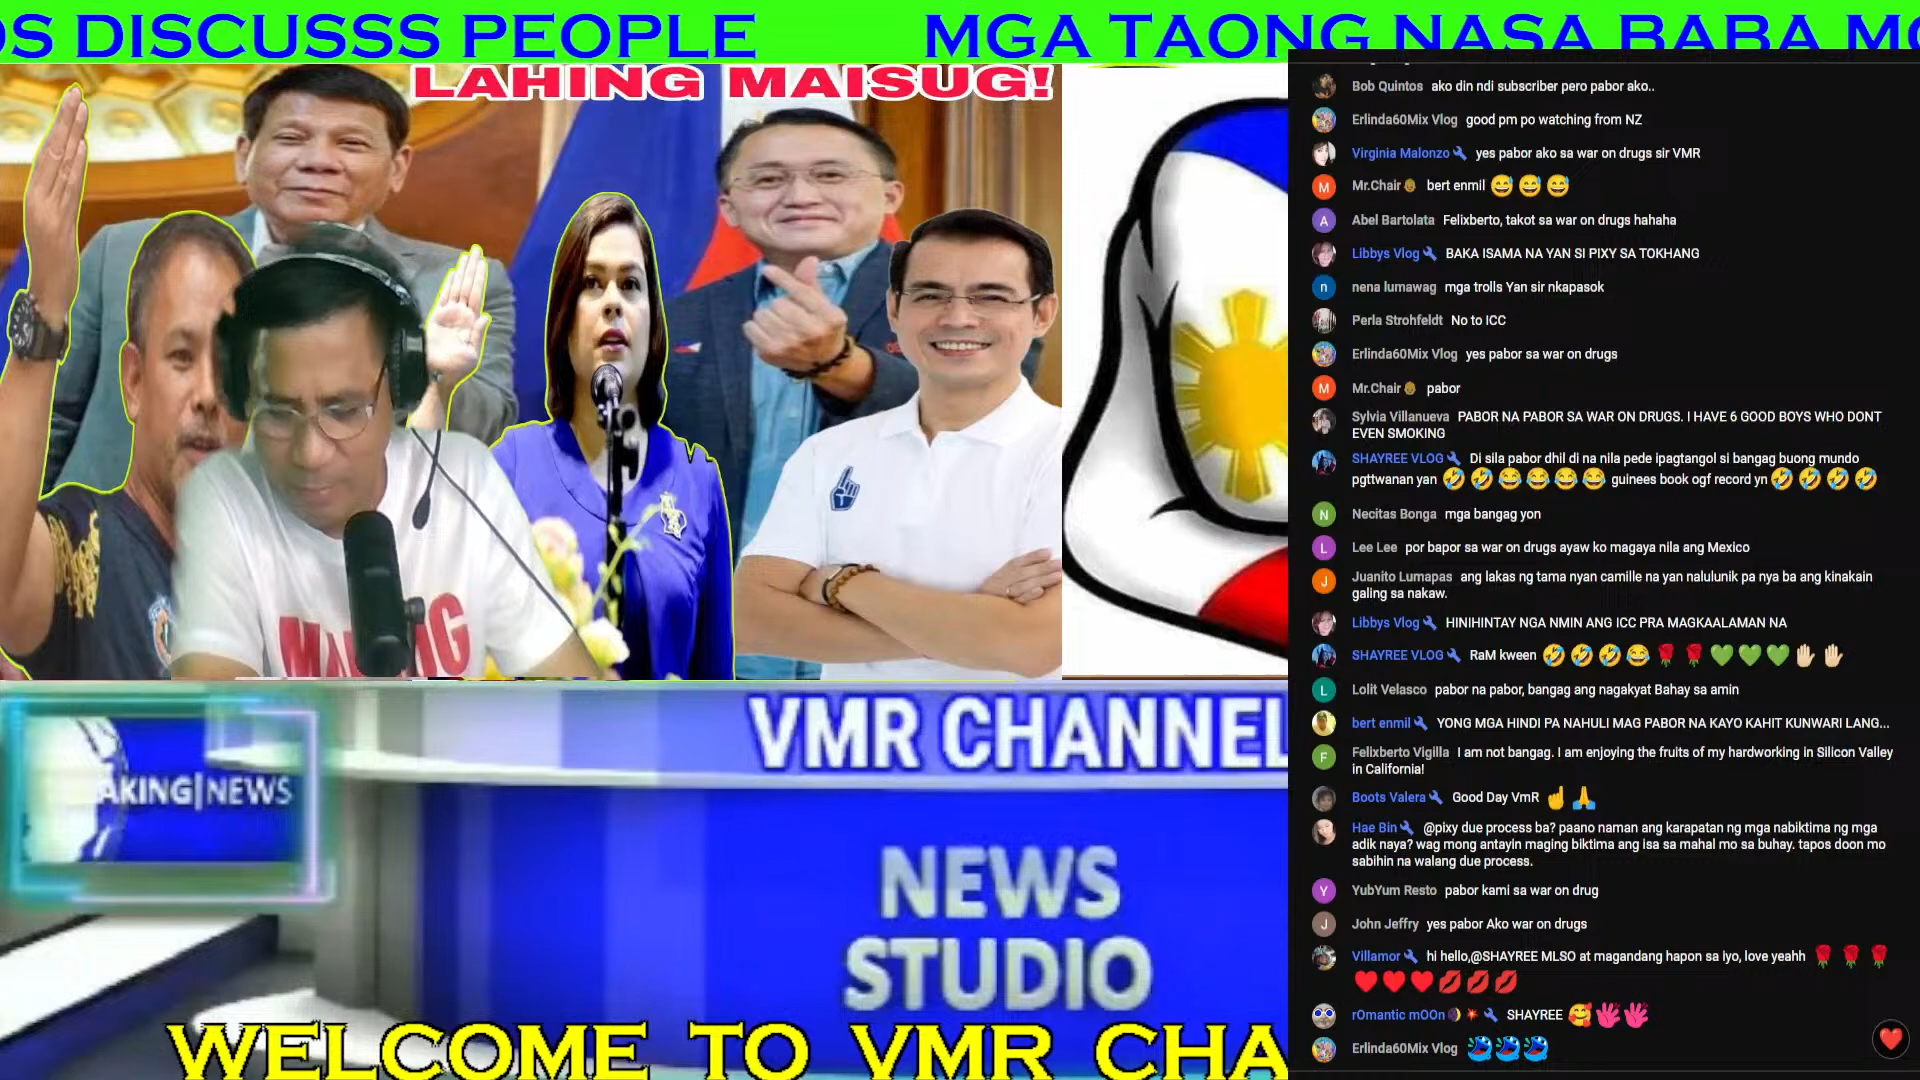 OS DISCUSSS PEOPLE MGA TAONG NASA BABA MO
LAHING MAISUG!
VMR CHANNEL
AKING|NEWS
NEWS
STUDIO
WELCOME TO VMR CHA
Bob Quintos ako din ndi subscriber pero pabor ako..
Erlinda60Mix Vlog good pm po watching from NZ
Virginia Malonzo yes pabor ako sa war on drugs sir VMR
M Mr.Chair bert enmil 😅 😅 😅
A Abel Bartolata Felixberto, takot sa war on drugs hahaha
Libbys Vlog BAKA ISAMA NA YAN SI PIXY SA TOKHANG
n nena lumawag mga trolls Yan sir nkapasok
Perla Strohfeldt No to ICC
Erlinda60Mix Vlog yes pabor sa war on drugs
M Mr.Chair pabor
Sylvia Villanueva PABOR NA PABOR SA WAR ON DRUGS. I HAVE 6 GOOD BOYS WHO DONT
EVEN SMOKING
SHAYREE VLOG Di sila pabor dhil di na nila pede ipagtangol si bangag buong mundo
pgttwanan yan 🤣 🤣 😂 😂 😂 😂 guinees book ogf record yn 🤣 🤣 🤣 🤣
N Necitas Bonga mga bangag yon
L Lee Lee por bapor sa war on drugs ayaw ko magaya nila ang Mexico
J Juanito Lumapas ang lakas ng tama nyan camille na yan nalulunik pa nya ba ang kinakain
galing sa nakaw.
Libbys Vlog HINIHINTAY NGA NMIN ANG ICC PRA MAGKAALAMAN NA
SHAYREE VLOG RaM kween 🤣 🤣 🤣 😂 🌹 🌹 💚 💚 💚 ✋🏻 ✋🏻
L Lolit Velasco pabor na pabor, bangag ang nagakyat Bahay sa amin
bert enmil YONG MGA HINDI PA NAHULI MAG PABOR NA KAYO KAHIT KUNWARI LANG...
F Felixberto Vigilla I am not bangag. I am enjoying the fruits of my hardworking in Silicon Valley
in California!
Boots Valera Good Day VmR ☝ 🙏
Hae Bin @pixy due process ba? paano naman ang karapatan ng mga nabiktima ng mga
adik naya? wag mong antayin maging biktima ang isa sa mahal mo sa buhay. tapos doon mo
sabihin na walang due process.
Y YubYum Resto pabor kami sa war on drug
J John Jeffry yes pabor Ako war on drugs
Villamor hi hello,@SHAYREE MLSO at magandang hapon sa iyo, love yeahh 🌹 🌹 🌹
❤ ❤ ❤ 💋 💋 💋
rOmantic mOOn SHAYREE 🥰
Erlinda60Mix Vlog